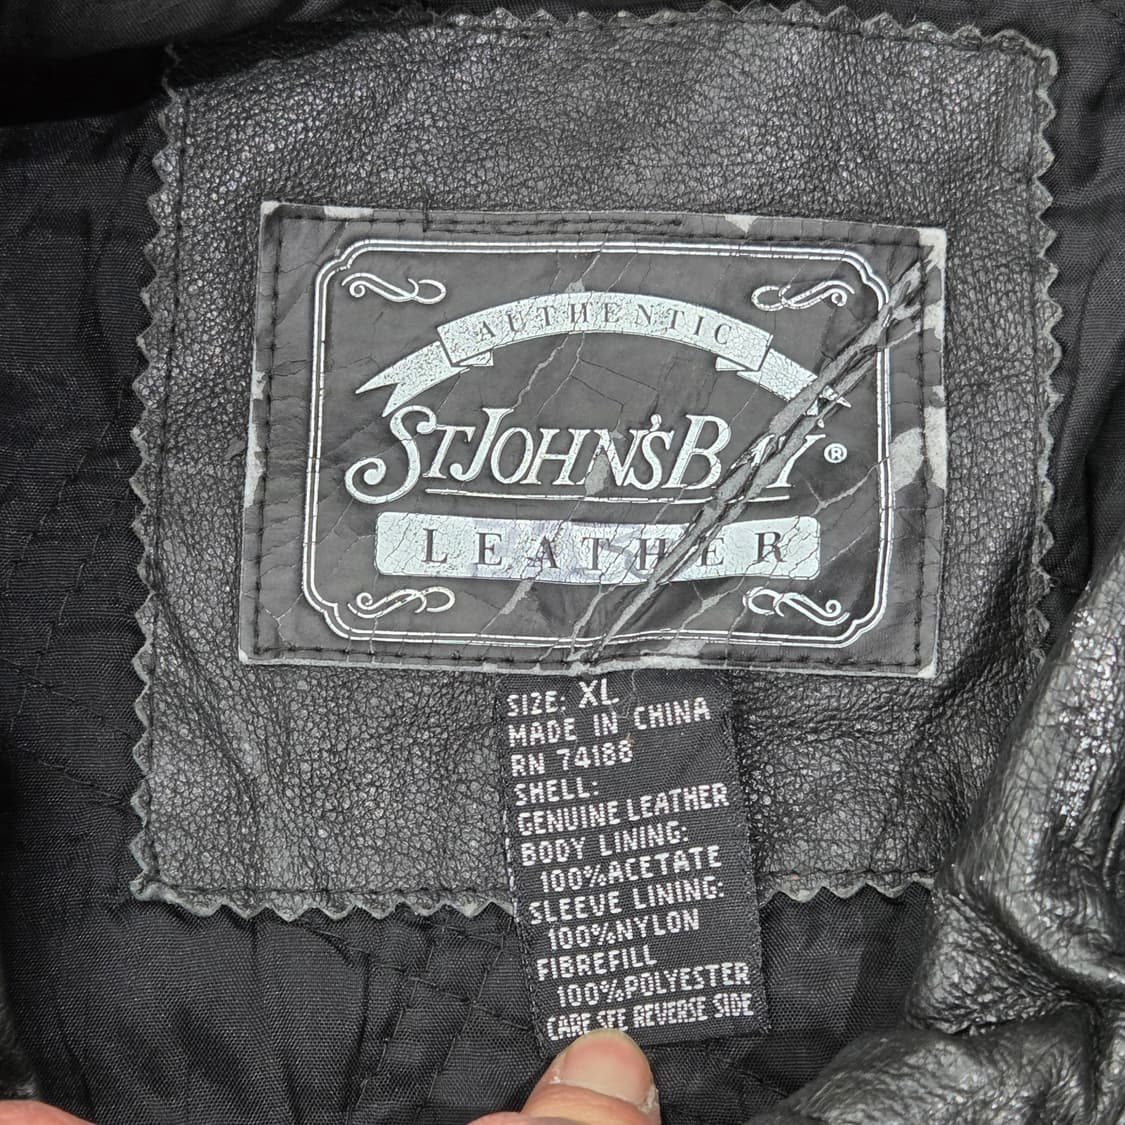 AUTHENTIC
ST JOHN'S BAY®
LEATHER
SIZE: XL
MADE IN CHINA
RN 74188
SHELL:
GENUINE LEATHER
BODY LINING:
100%ACETATE
SLEEVE LINING:
100%NYLON
FIBREFILL
100%POLYESTER
CARE SEE REVERSE SIDE